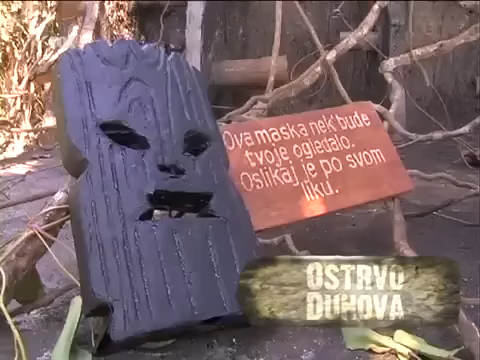 Ova maska nek' bude
tvoje ogledalo.
Oslikaj je po svom
liku.
OSTRVO
DUHOVA